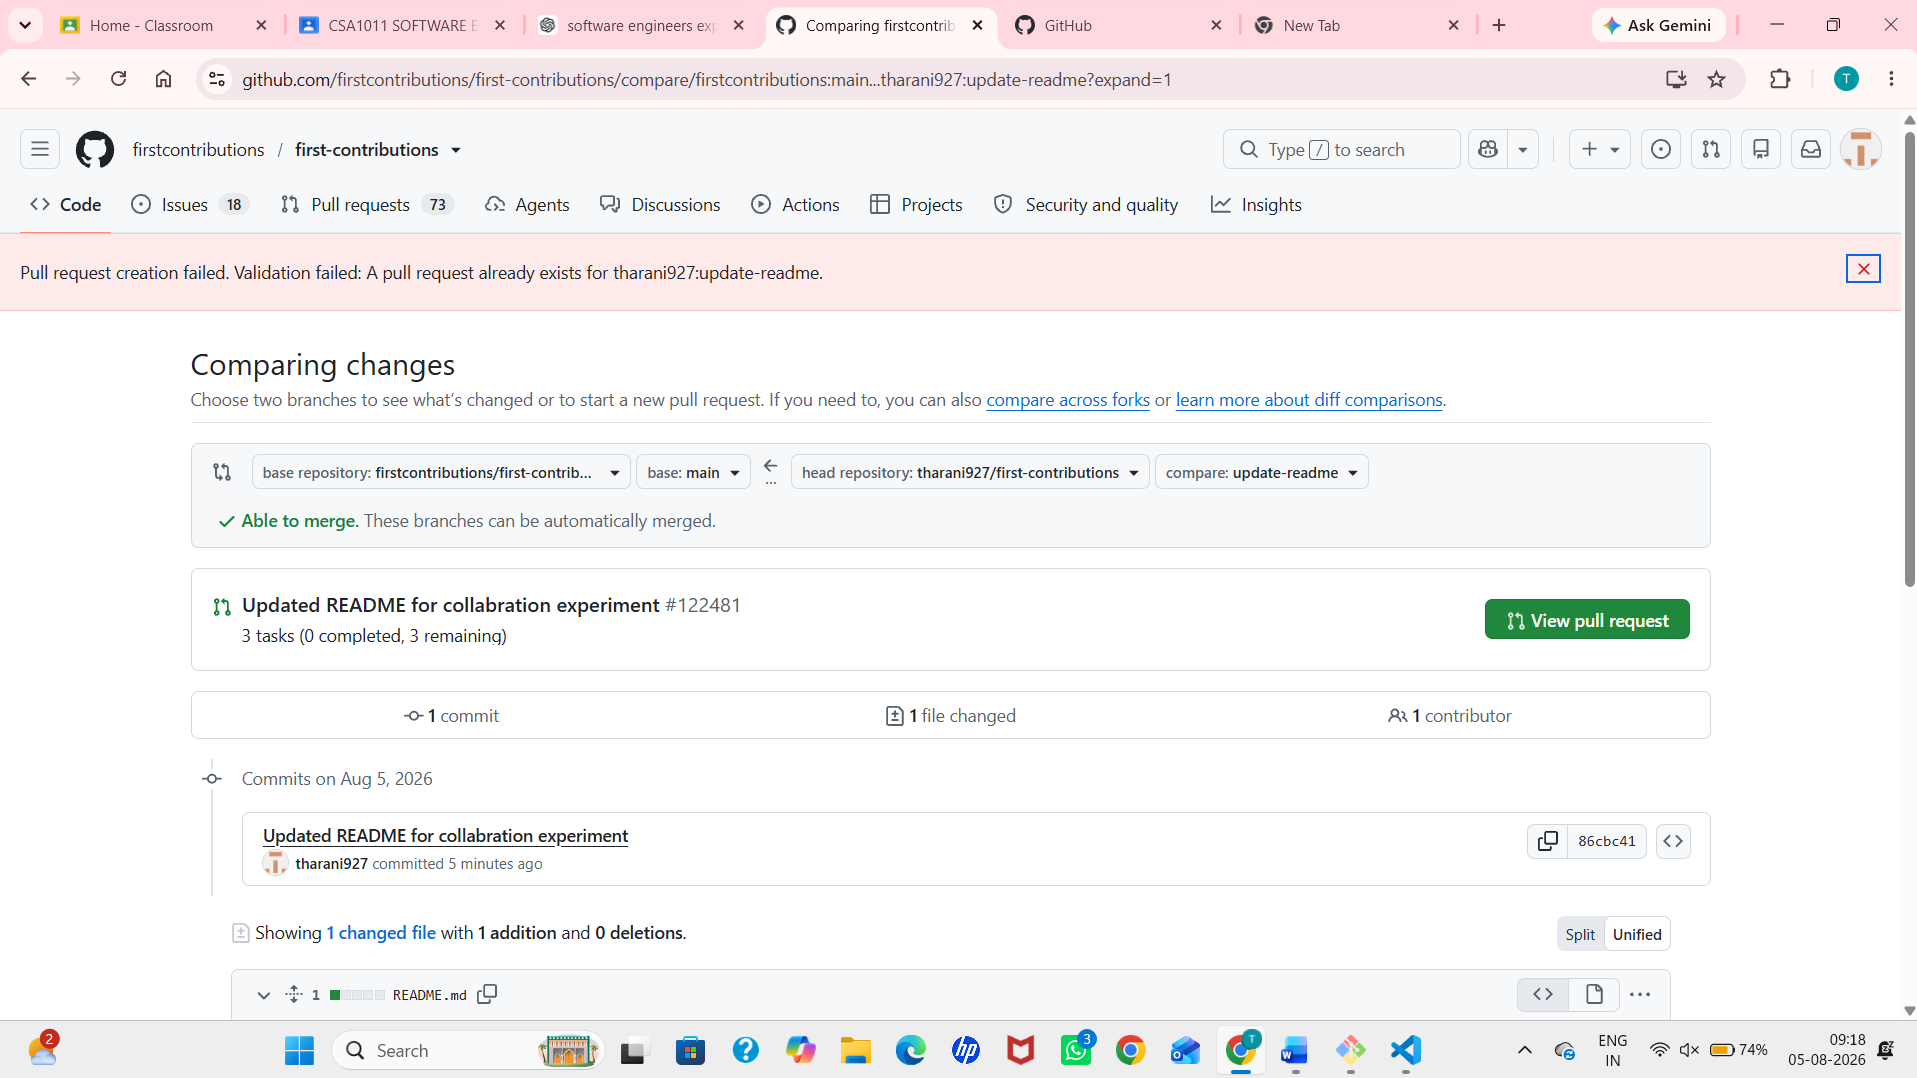 Home - Classroom
CSA1011 SOFTWARE E
software engineers exp
Comparing firstcontrib
GitHub
New Tab
Ask Gemini
github.com/firstcontributions/first-contributions/compare/firstcontributions:main...tharani927:update-readme?expand=1
T
firstcontributions / first-contributions
Type / to search
Code
Issues 18
Pull requests 73
Agents
Discussions
Actions
Projects
Security and quality
Insights
Pull request creation failed. Validation failed: A pull request already exists for tharani927:update-readme.
Comparing changes
Choose two branches to see what's changed or to start a new pull request. If you need to, you can also compare across forks or learn more about diff comparisons.
base repository: firstcontributions/first-contrib...
base: main
...
head repository: tharani927/first-contributions
compare: update-readme
Able to merge. These branches can be automatically merged.
Updated README for collabration experiment #122481
3 tasks (0 completed, 3 remaining)
View pull request
1 commit
1 file changed
1 contributor
Commits on Aug 5, 2026
Updated README for collabration experiment
86cbc41
tharani927 committed 5 minutes ago
Showing 1 changed file with 1 addition and 0 deletions.
Split
Unified
1
README.md
2
Search
hp
3
T
ENG
IN
74%
09:18
05-08-2026